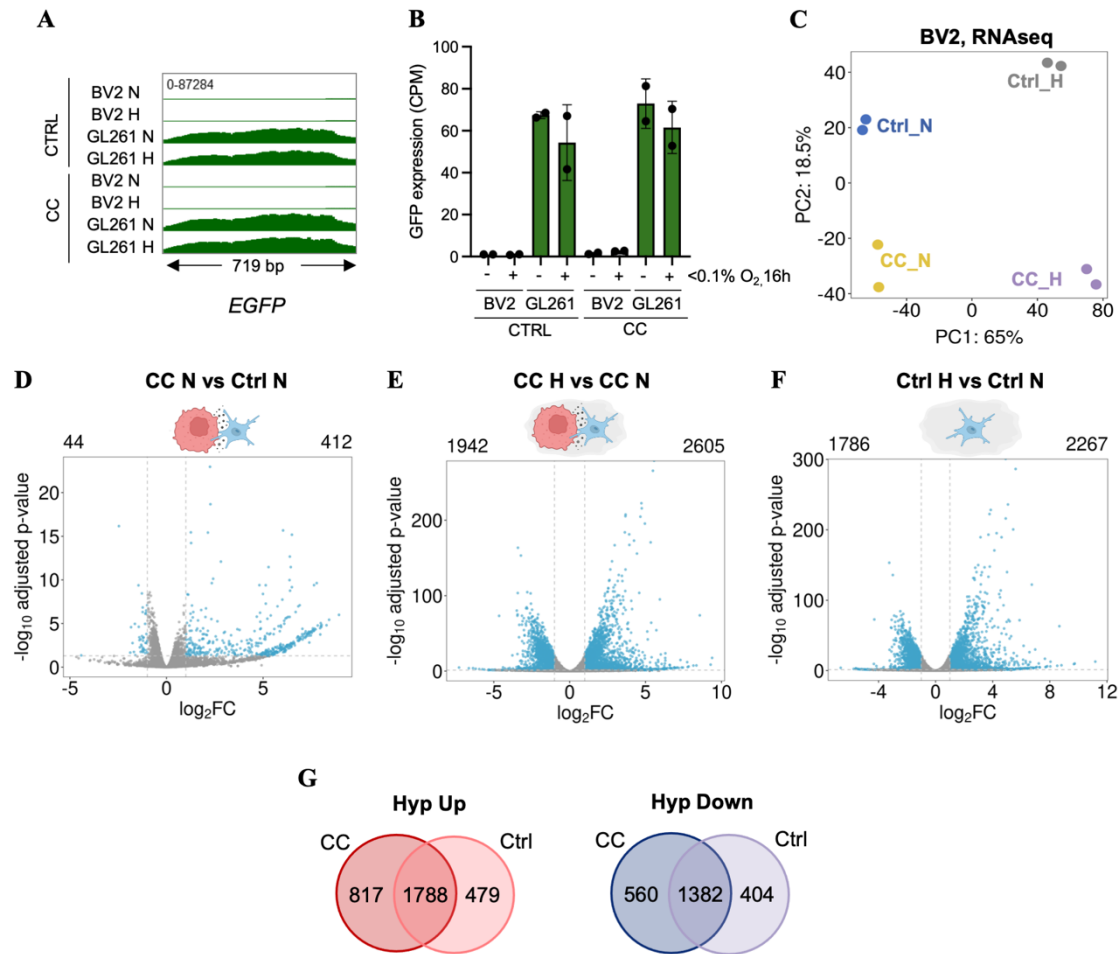 A
0-87284
CTRL
BV2 N
BV2 H
GL261 N
GL261 H
CC
BV2 N
BV2 H
GL261 N
GL261 H
719 bp
EGFP
B
GFP expression (CPM)
100
80
60
40
20
0
- + - + - + - + <0.1% O2, 16h
BV2 GL261 BV2 GL261
CTRL CC
C
BV2, RNAseq
PC2: 18.5%
40
20
0
-20
-40
Ctrl_H
Ctrl_N
CC_N
CC_H
-40 0 40 80
PC1: 65%
D
CC N vs Ctrl N
44 412
-log10 adjusted p-value
20
15
10
5
0
-5 0 5
log2FC
E
CC H vs CC N
1942 2605
-log10 adjusted p-value
200
100
0
-5 0 5 10
log2FC
F
Ctrl H vs Ctrl N
1786 2267
-log10 adjusted p-value
300
200
100
0
-4 0 4 8 12
log2FC
G
Hyp Up
CC Ctrl
817 1788 479
Hyp Down
CC Ctrl
560 1382 404